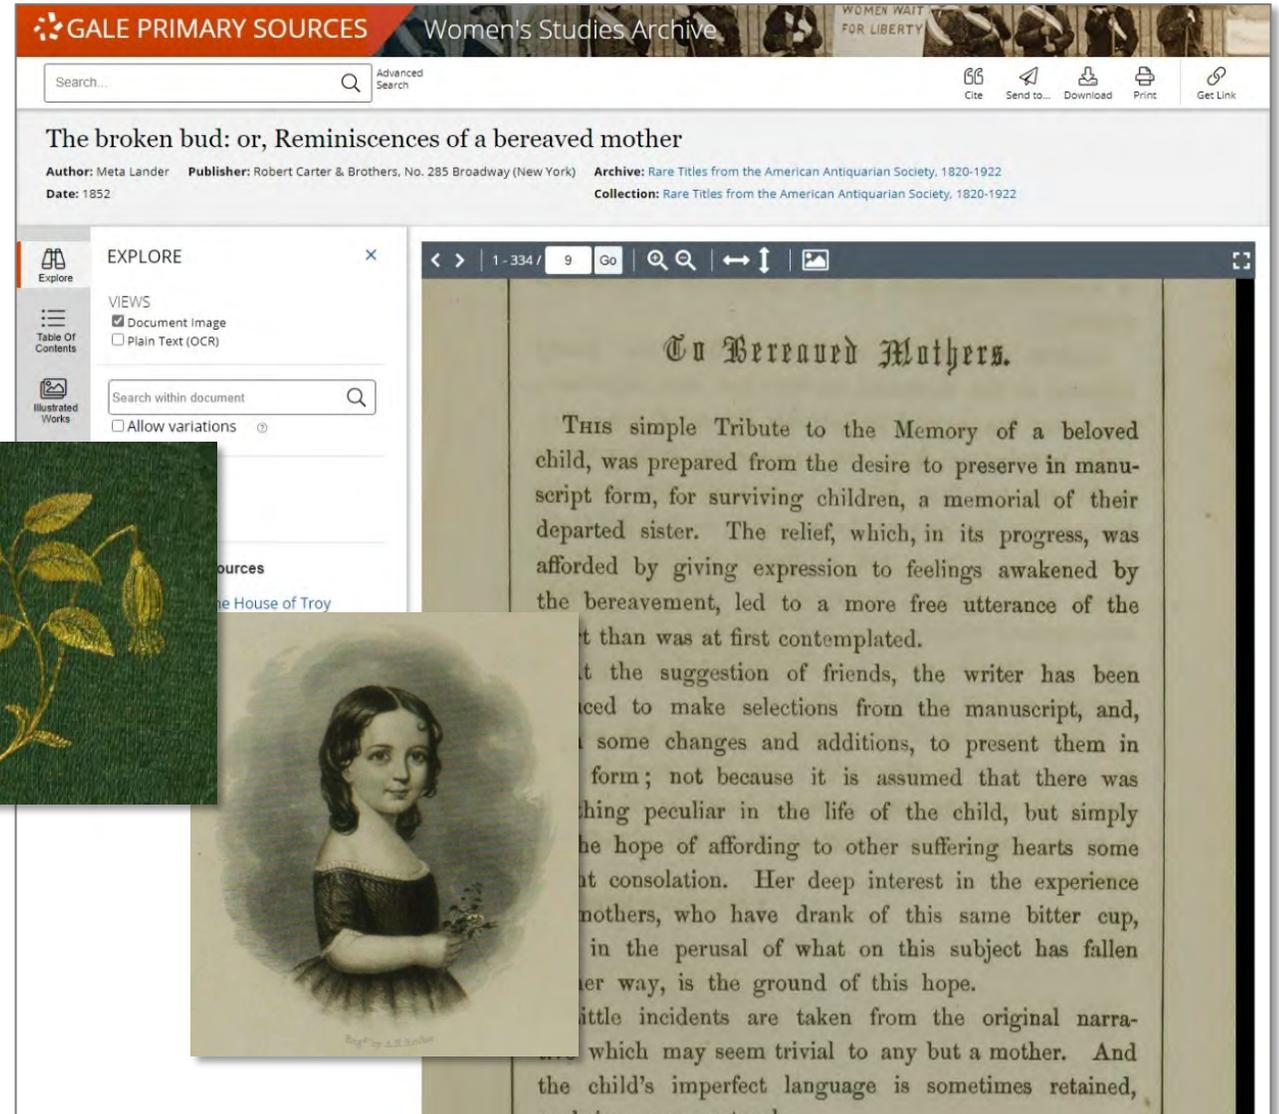 GALE PRIMARY SOURCES
Women's Studies Archive
WOMEN WAIT
FOR LIBERTY
Search...
Advanced
Search
Cite
Send to...
Download
Print
Get Link
The broken bud: or, Reminiscences of a bereaved mother
Author: Meta Lander Publisher: Robert Carter & Brothers, No. 285 Broadway (New York) Archive: Rare Titles from the American Antiquarian Society, 1820-1922
Date: 1852 Collection: Rare Titles from the American Antiquarian Society, 1820-1922
Explore
Table Of
Contents
Illustrated
Works
EXPLORE
VIEWS
Document Image
Plain Text (OCR)
Search within document
Allow variations
ources
e House of Troy
1 - 334 / 9 Go
To Bereaved Mothers.
THIS simple Tribute to the Memory of a beloved
child, was prepared from the desire to preserve in manu-
script form, for surviving children, a memorial of their
departed sister. The relief, which, in its progress, was
afforded by giving expression to feelings awakened by
the bereavement, led to a more free utterance of the
t than was at first contemplated.
t the suggestion of friends, the writer has been
ced to make selections from the manuscript, and,
some changes and additions, to present them in
form; not because it is assumed that there was
hing peculiar in the life of the child, but simply
he hope of affording to other suffering hearts some
nt consolation. Her deep interest in the experience
mothers, who have drank of this same bitter cup,
in the perusal of what on this subject has fallen
er way, is the ground of this hope.
ittle incidents are taken from the original narra-
which may seem trivial to any but a mother. And
the child's imperfect language is sometimes retained,